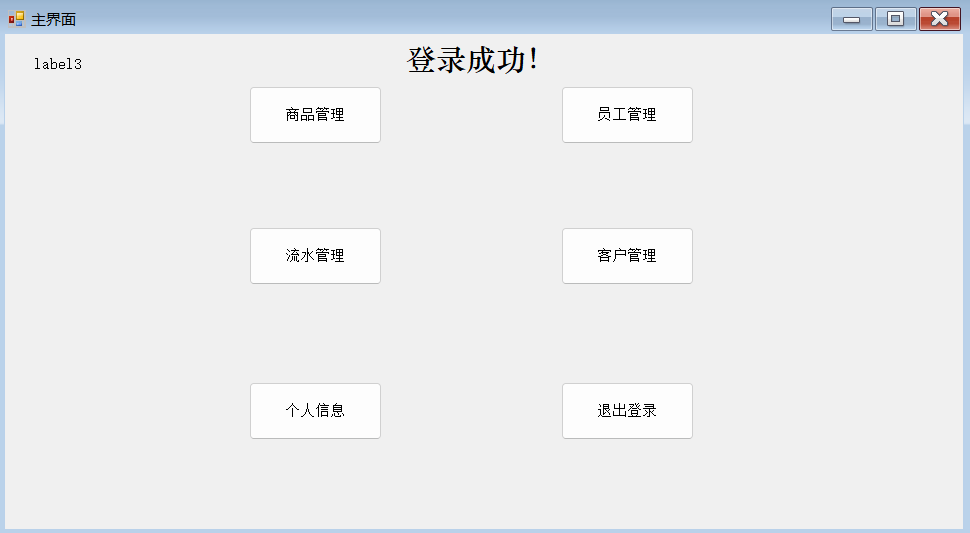 主界面
label3
登录成功!
商品管理
员工管理
流水管理
客户管理
个人信息
退出登录